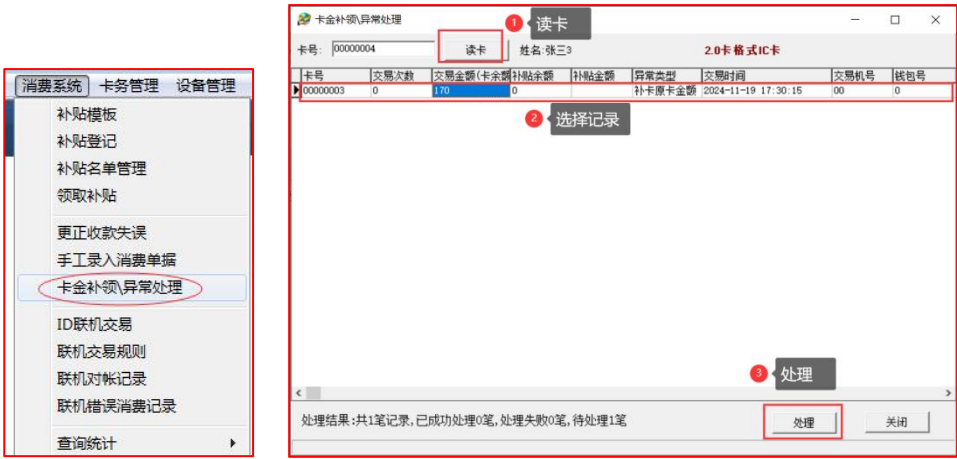 消费系统 卡务管理 设备管理
补贴模板
补贴登记
补贴名单管理
领取补贴
更正收款失误
手工录入消费单据
卡金补领\异常处理
ID联机交易
联机交易规则
联机对帐记录
联机错误消费记录
查询统计
卡金补领\异常处理
1 读卡
卡号: 00000004 读卡 姓名:张三3 2.0卡格式IC卡
卡号 交易次数 交易金额(卡余额 补贴余额 补贴金额 异常类型 交易时间 交易机号 钱包号
00000003 0 170 0 补卡原卡金额 2024-11-19 17:30:15 00 0
2 选择记录
3 处理
处理结果:共1笔记录,已成功处理0笔,处理失败0笔,待处理1笔 处理 关闭